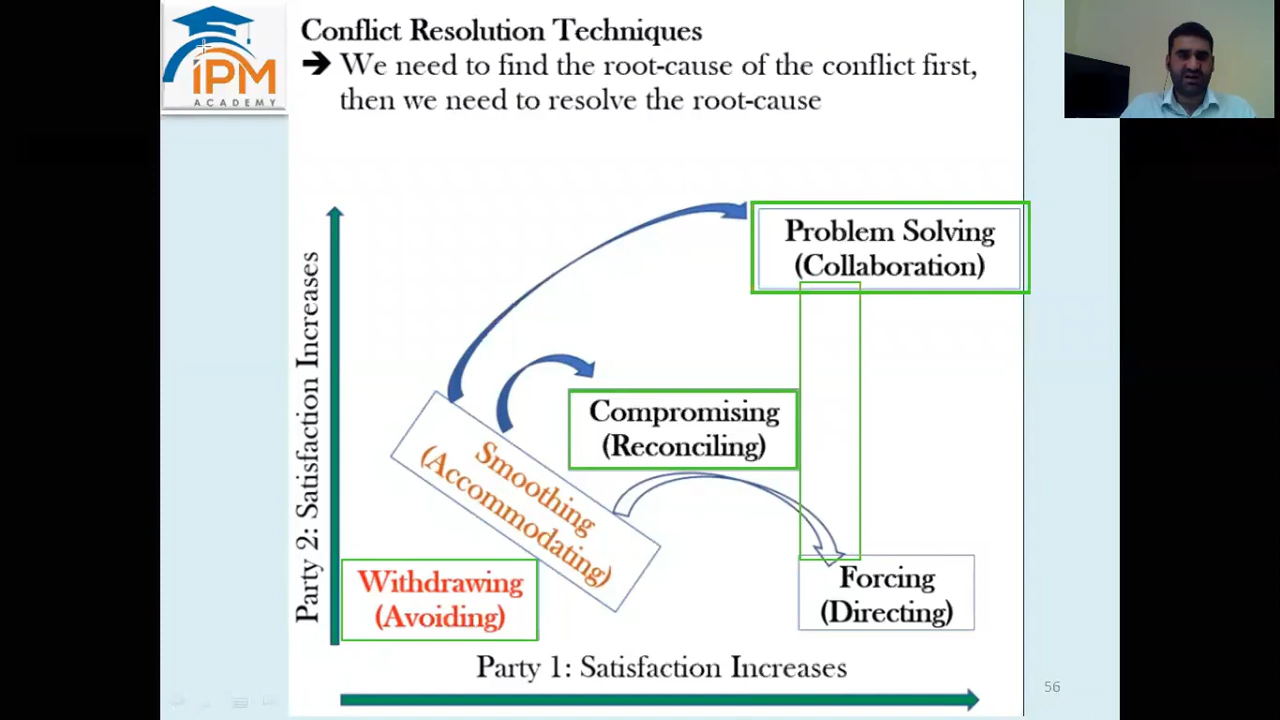 IPM
ACADEMY
Conflict Resolution Techniques
➔ We need to find the root-cause of the conflict first,
then we need to resolve the root-cause
Problem Solving
(Collaboration)
Party 2: Satisfaction Increases
Compromising
(Reconciling)
Smoothing
(Accommodating)
Withdrawing
(Avoiding)
Forcing
(Directing)
Party 1: Satisfaction Increases
56